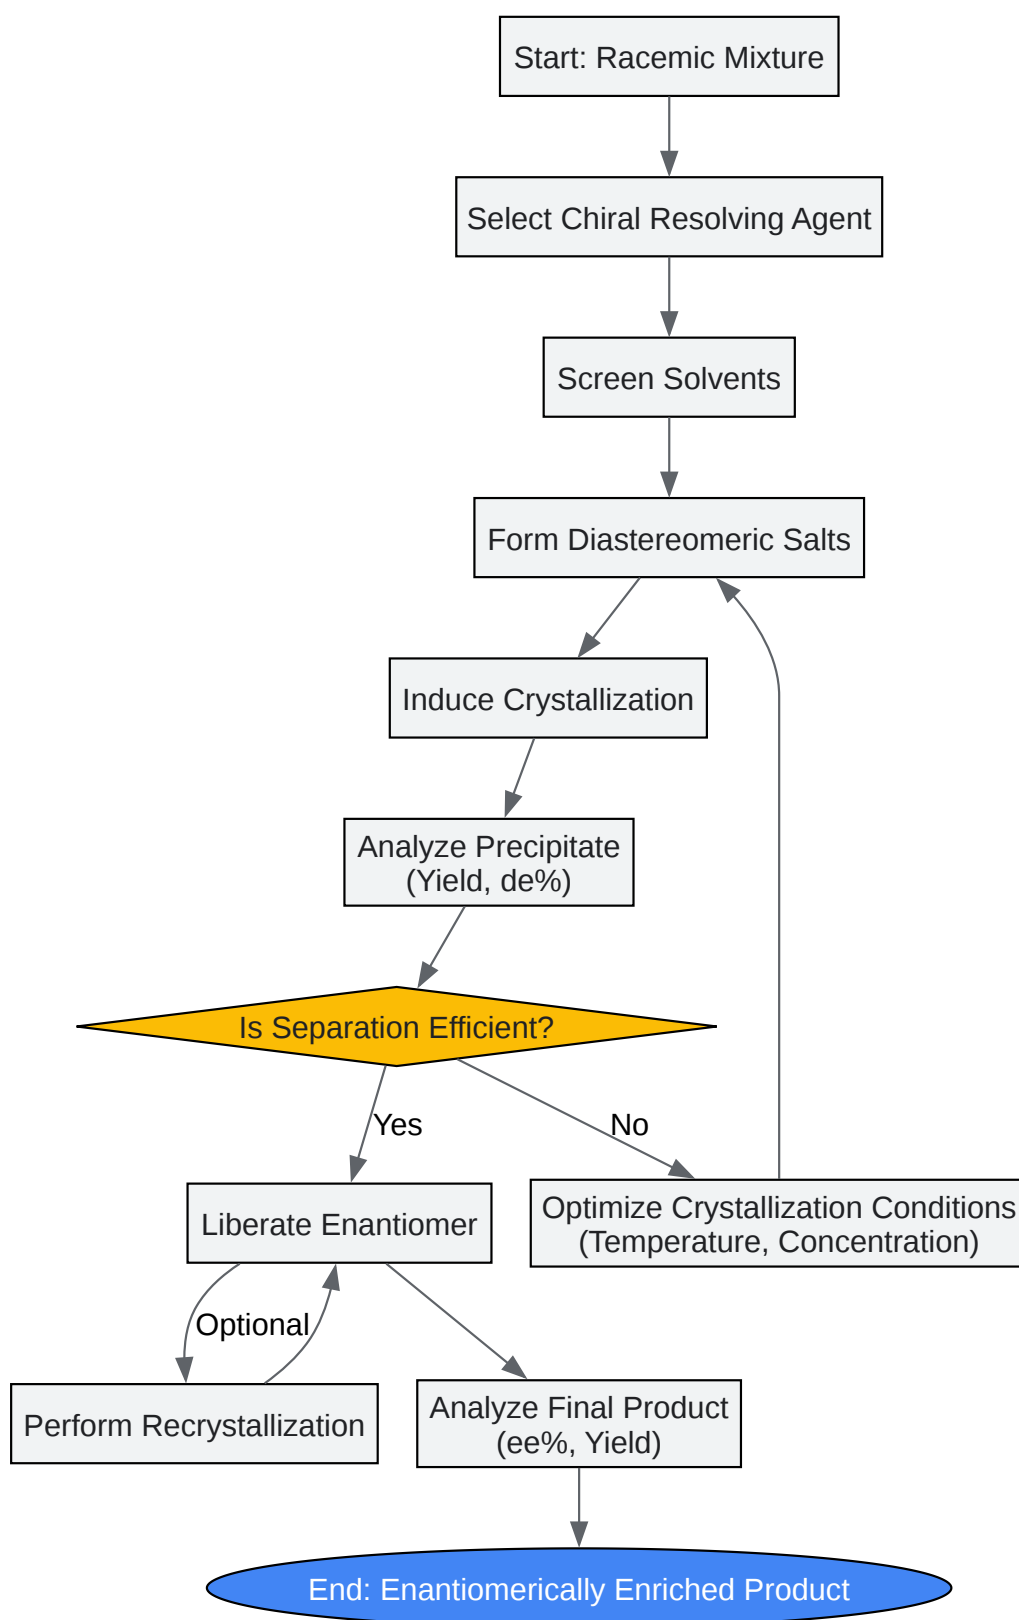 Start: Racemic Mixture
Select Chiral Resolving Agent
Screen Solvents
Form Diastereomeric Salts
Induce Crystallization
Analyze Precipitate
(Yield, de%)
Is Separation Efficient?
Yes
No
Liberate Enantiomer
Optimize Crystallization Conditions
(Temperature, Concentration)
Optional
Perform Recrystallization
Analyze Final Product
(ee%, Yield)
End: Enantiomerically Enriched Product